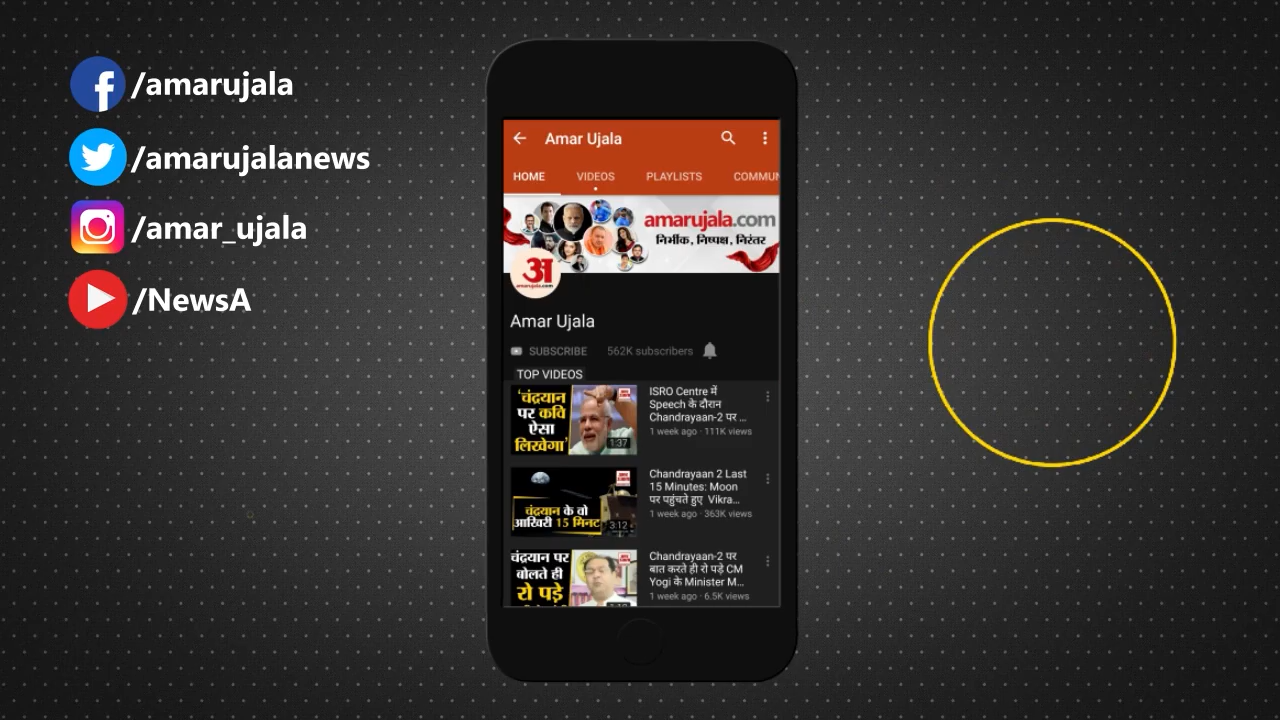 /amarujala
/amarujalanews
/amar_ujala
/NewsA
Amar Ujala
HOME VIDEOS PLAYLISTS COMMUN
amarujala.com
निर्भीक, निष्पक्ष, निरंतर
अ
amarujala.com
Amar Ujala
SUBSCRIBE 562K subscribers
TOP VIDEOS
'चंद्रयान
पर कवि
ऐसा
लिखेगा'
1:37
ISRO Centre में
Speech के दौरान
Chandrayaan-2 पर ...
1 week ago · 111K views
चंद्रयान के वो
आखिरी 15 मिनट
3:12
Chandrayaan 2 Last
15 Minutes: Moon
पर पहुंचते हुए Vikra...
1 week ago · 363K views
चंद्रयान पर
बोलते ही
रो पड़े
Chandrayaan-2 पर
बात करते ही रो पड़े CM
Yogi के Minister M...
1 week ago · 6.5K views